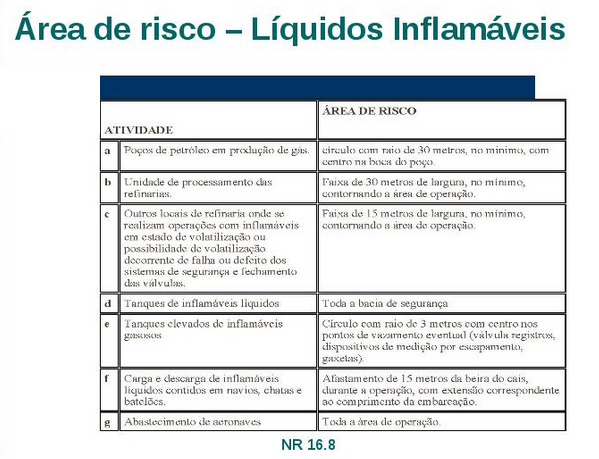 Área de risco – Líquidos Inflamáveis
ATIVIDADE
ÁREA DE RISCO
a
Poços de petróleo em produção de gás.
círculo com raio de 30 metros, no mínimo, com
centro na boca do poço.
b
Unidade de processamento das
refinarias.
Faixa de 30 metros de largura, no mínimo,
contornando a área de operação.
c
Outros locais de refinaria onde se
realizam operações com inflamáveis
em estado de volatilização ou
possibilidade de volatilização
decorrente de falha ou defeito dos
sistemas de segurança e fechamento
das válvulas.
Faixa de 15 metros de largura, no mínimo,
contornando a área de operação.
d
Tanques de inflamáveis líquidos
Toda a bacia de segurança
e
Tanques elevados de inflamáveis
gasosos
Círculo com raio de 3 metros com centro nos
pontos de vazamento eventual (válvula registros,
dispositivos de medição por escapamento,
gaxetas).
f
Carga e descarga de inflamáveis
líquidos contidos em navios, chatas e
batelões.
Afastamento de 15 metros da beira do cais,
durante a operação, com extensão correspondente
ao comprimento da embarcação.
g
Abastecimento de aeronaves
Toda a área de operação.
NR 16.8